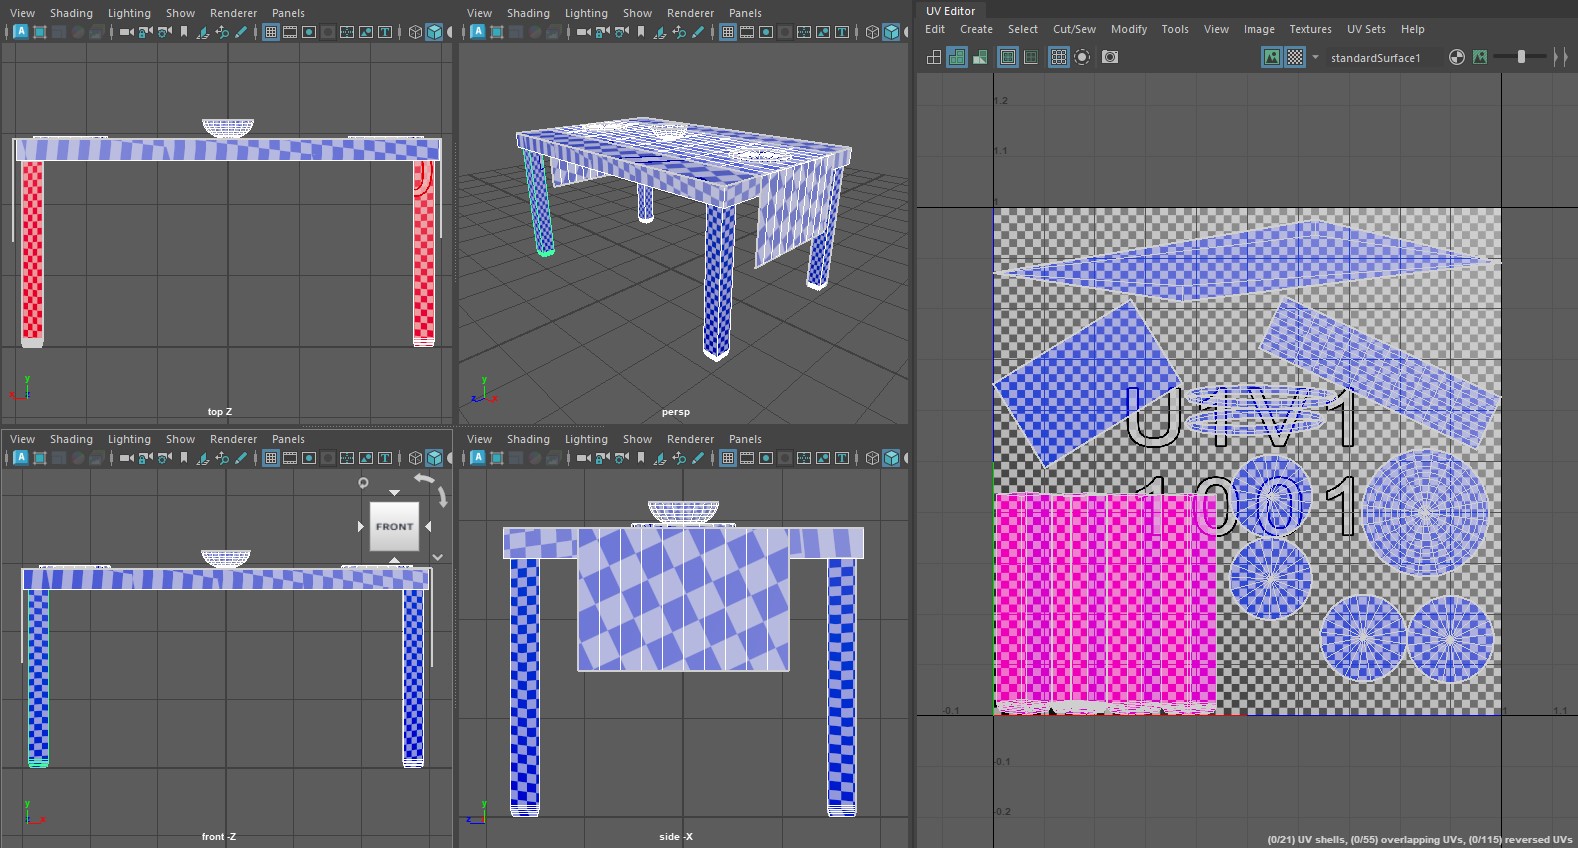 View Shading Lighting Show Renderer Panels
top Z
View Shading Lighting Show Renderer Panels
persp
View Shading Lighting Show Renderer Panels
FRONT
front -Z
View Shading Lighting Show Renderer Panels
side -X
UV Editor
Edit Create Select Cut/Sew Modify Tools View Image Textures UV Sets Help
standardSurface1
1.2
1.1
1
U1V1
1001
-0.1 1 1.1
-0.1
-0.2
(0/21) UV shells, (0/55) overlapping UVs, (0/115) reversed UVs